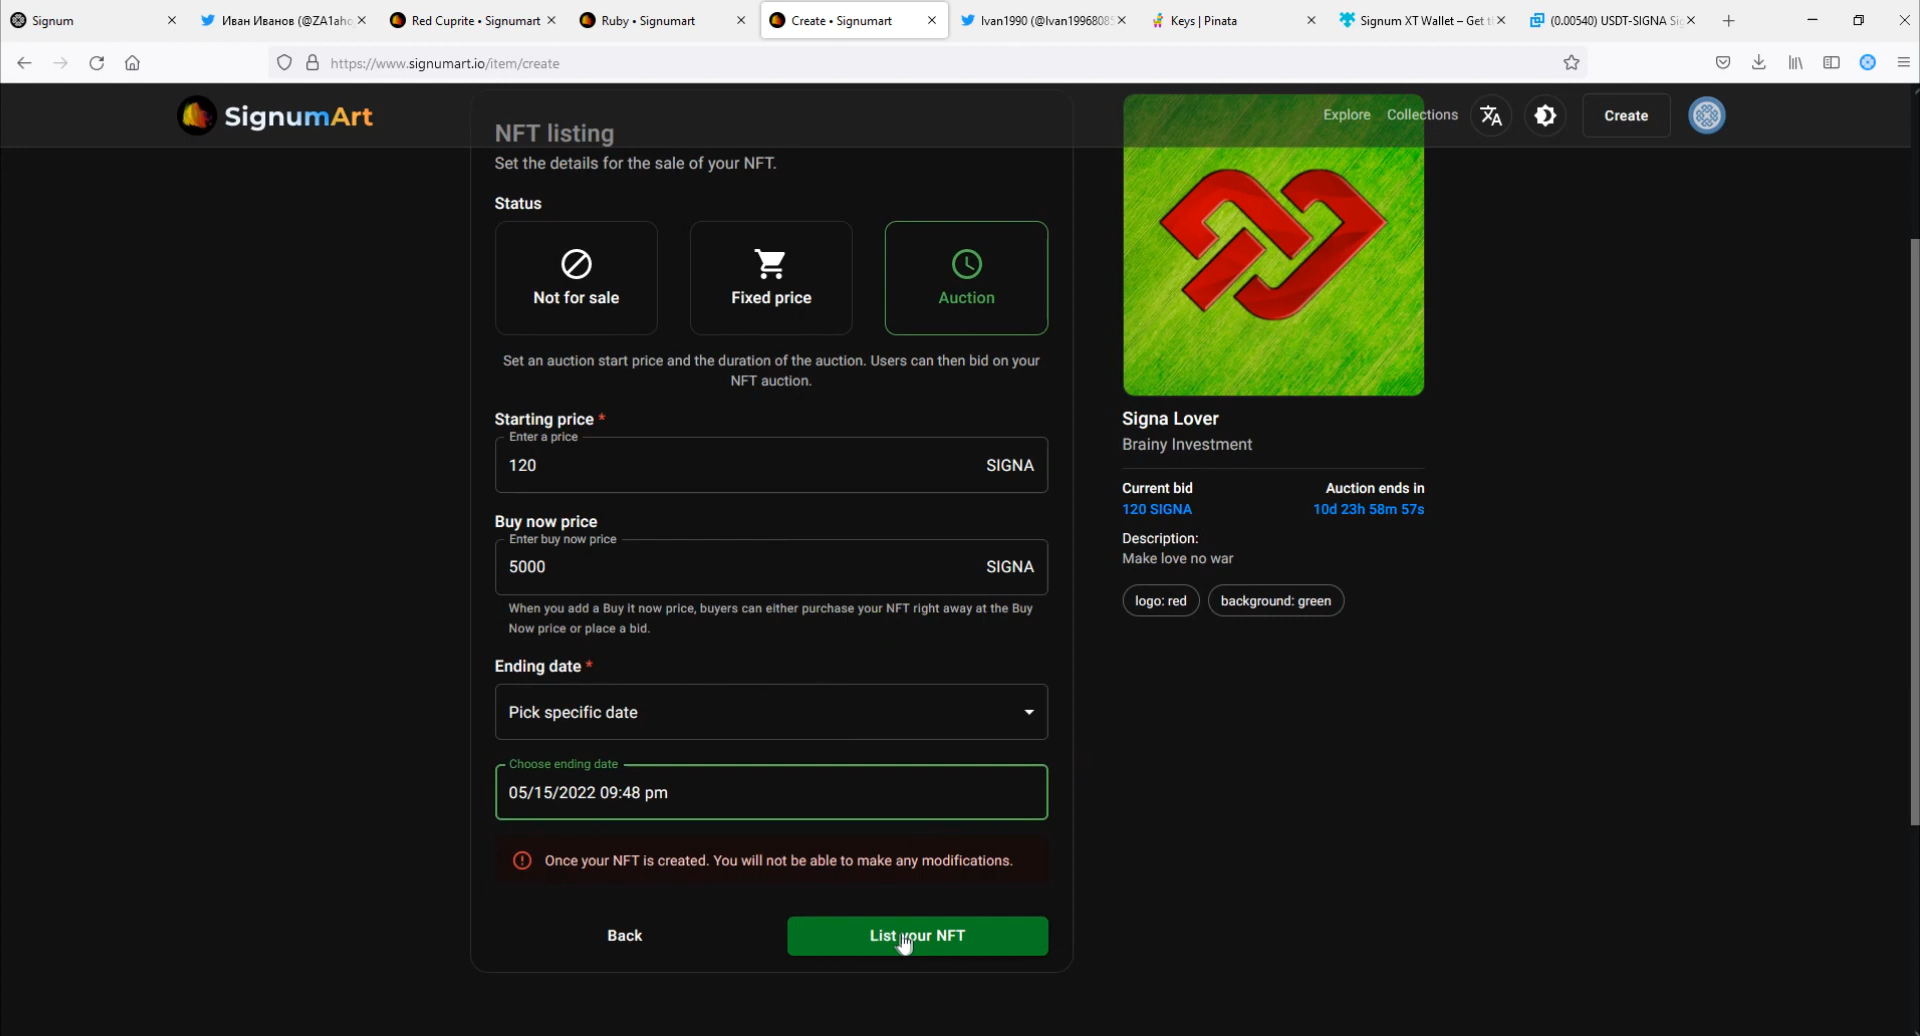 Signum
Иван Иванов (@ZA1aho
Red Cuprite • Signumart
Ruby • Signumart
Create • Signumart
Ivan1990 (@Ivan1996808
Keys | Pinata
Signum XT Wallet – Get t
(0.00540) USDT-SIGNA Si
https://www.signumart.io/item/create
SignumArt
Explore
Collections
Create
NFT listing
Set the details for the sale of your NFT.
Status
Not for sale
Fixed price
Auction
Set an auction start price and the duration of the auction. Users can then bid on your
NFT auction.
Starting price *
Enter a price
120
SIGNA
Buy now price
Enter buy now price
5000
SIGNA
When you add a Buy it now price, buyers can either purchase your NFT right away at the Buy
Now price or place a bid.
Ending date *
Pick specific date
Choose ending date
05/15/2022 09:48 pm
Once your NFT is created. You will not be able to make any modifications.
Back
List your NFT
Signa Lover
Brainy Investment
Current bid
Auction ends in
120 SIGNA
10d 23h 58m 57s
Description:
Make love no war
logo: red
background: green